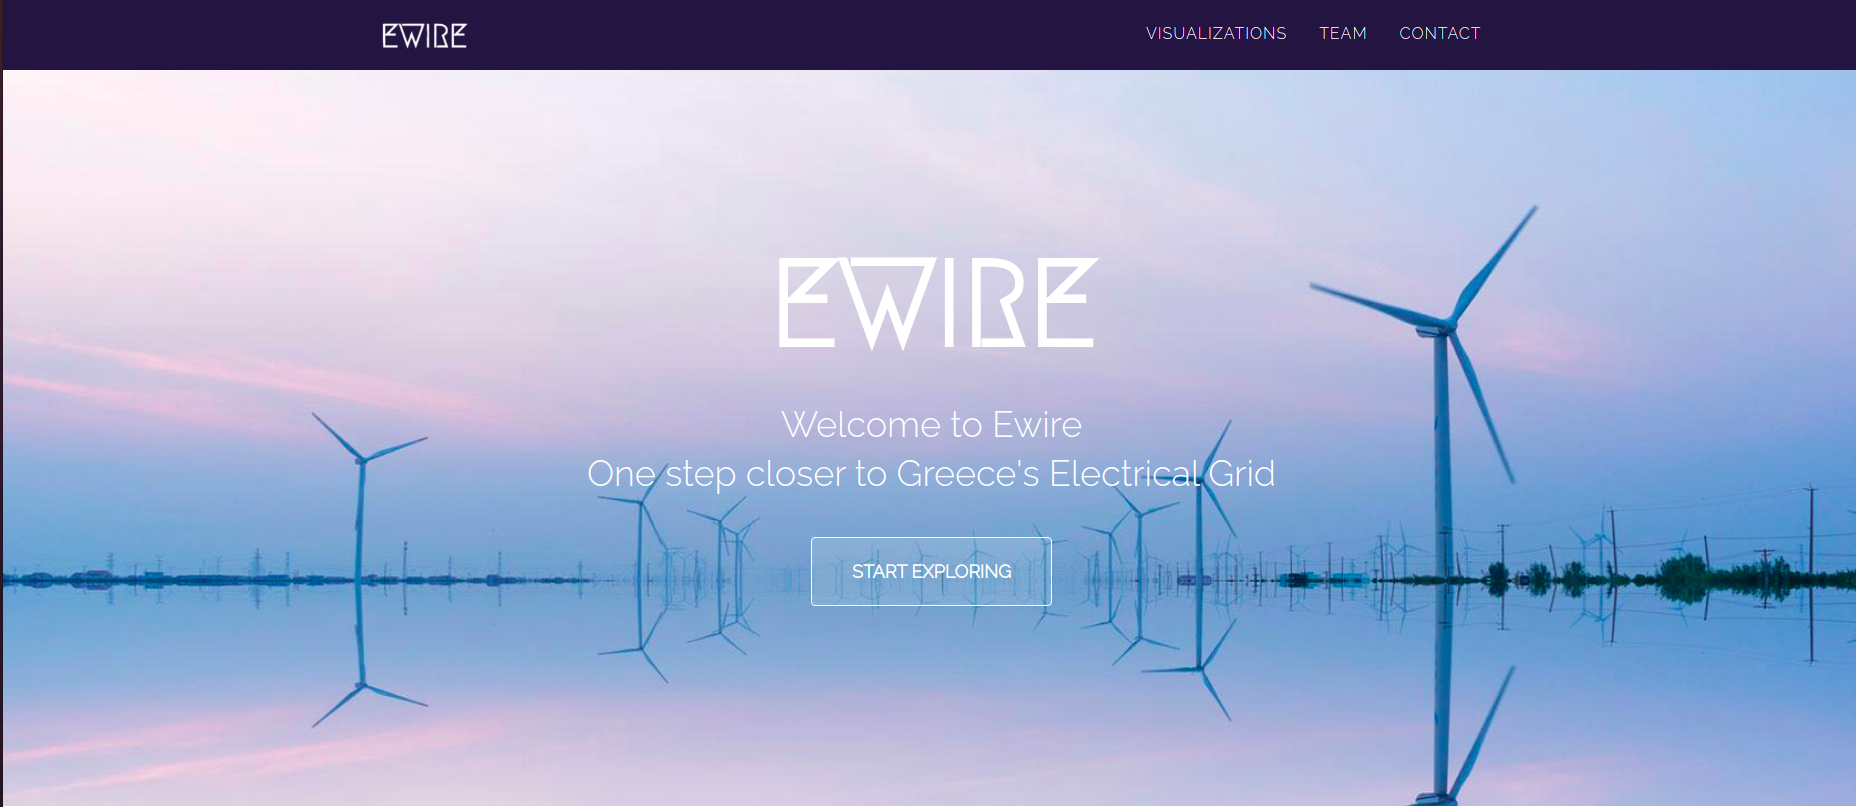 EWIRE
VISUALIZATIONS TEAM CONTACT
EWIRE
Welcome to Ewire
One step closer to Greece's Electrical Grid
START EXPLORING